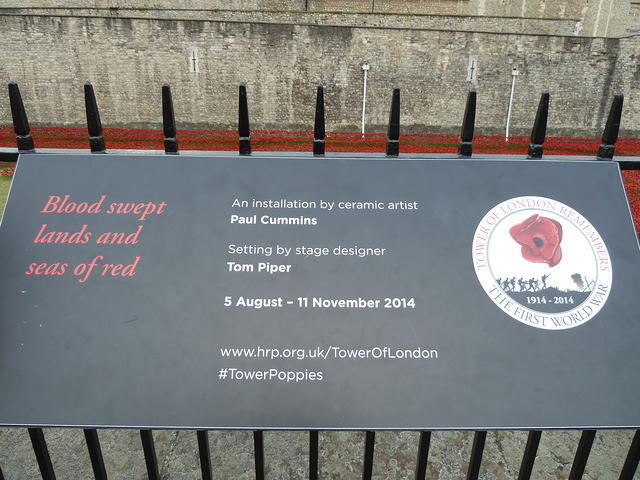 Blood swept
lands and
seas of red
An installation by ceramic artist
Paul Cummins
Setting by stage designer
Tom Piper
5 August – 11 November 2014
www.hrp.org.uk/TowerOfLondon
#TowerPoppies
TOWER OF LONDON REMEMBERS
1914 - 2014
THE FIRST WORLD WAR